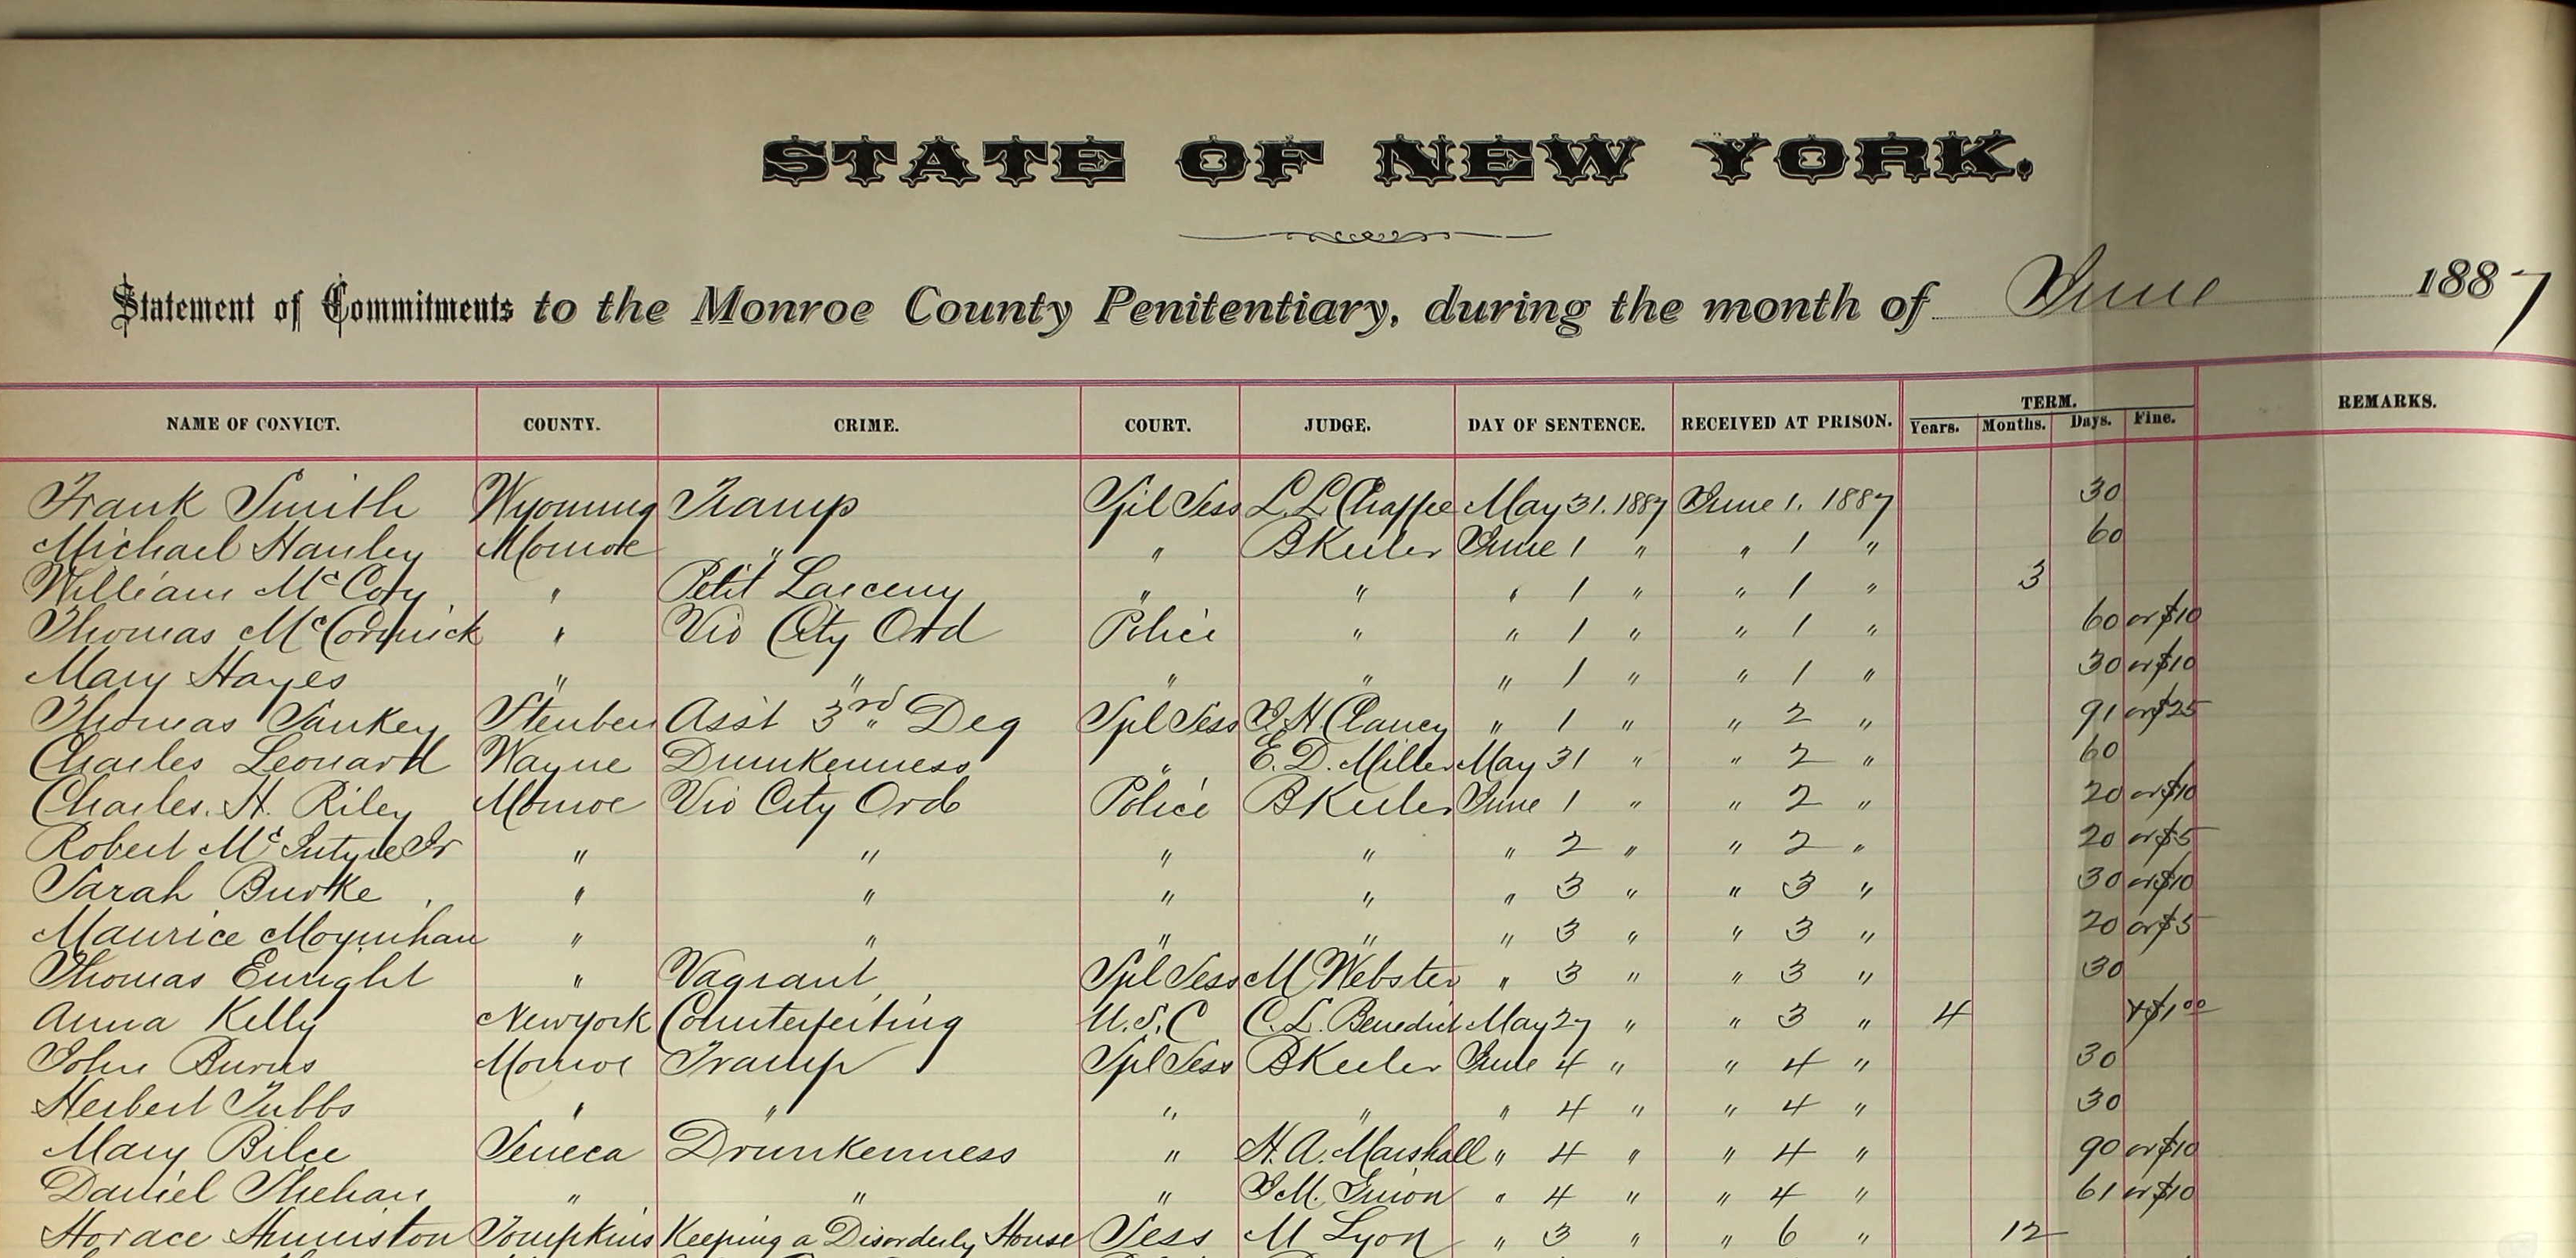 STATE OF NEW YORK.
Statement of Commitments to the Monroe County Penitentiary, during the month of June 1887
NAME OF CONVICT. COUNTY. CRIME. COURT. JUDGE. DAY OF SENTENCE. RECEIVED AT PRISON. TERM. REMARKS.
Years. Months. Days. Fine.
Frank Smith Wyoming Tramp Spl Sess L. L. Chaffee May 31. 1887 June 1. 1887 30
Michael Hanley Monroe " " B Keeler June 1 " " 1 " 60
William McCoy " Petit Larceny " " " 1 " " 1 " 3
Thomas McCormick " Vio City Ord Police " " 1 " " 1 " 60 or $10
Mary Hayes " " " " " 1 " " 1 " 30 or $10
Thomas Sankey Steuben Asst 3rd Deg Spl Sess J. H. Clancy " 1 " " 2 " 91 or $25
Charles Leonard Wayne Drunkenness " E. D. Miller May 31 " " 2 " 60
Charles. H. Riley Monroe Vio City Ord Police B Keeler June 1 " " 2 " 20 or $10
Robert McIntyre Jr " " " " " 2 " " 2 " 20 or $5
Sarah Burke " " " " " 3 " " 3 " 30 or $10
Maurice Moynihan " " " " " 3 " " 3 " 20 or $5
Thomas Enright " Vagrant Spl Sess M Webster " 3 " " 3 " 30
Anna Kelly New york Counterfeiting U. S. C C. L. Benedict May 27 " " 3 " 4 & $1 00
John Burns Monroe Tramp Spl Sess B Keeler June 4 " " 4 " 30
Herbert Tubbs " " " " " 4 " " 4 " 30
Mary Bilee Seneca Drunkenness " H. A. Marshall " 4 " " 4 " 90 or $10
Daniel Shehan " " " J M. Guion " 4 " " 4 " 61 or $10
Horace Humiston Tompkins Keeping a Disorderly House Sess M Lyon " 3 " " 6 " 12